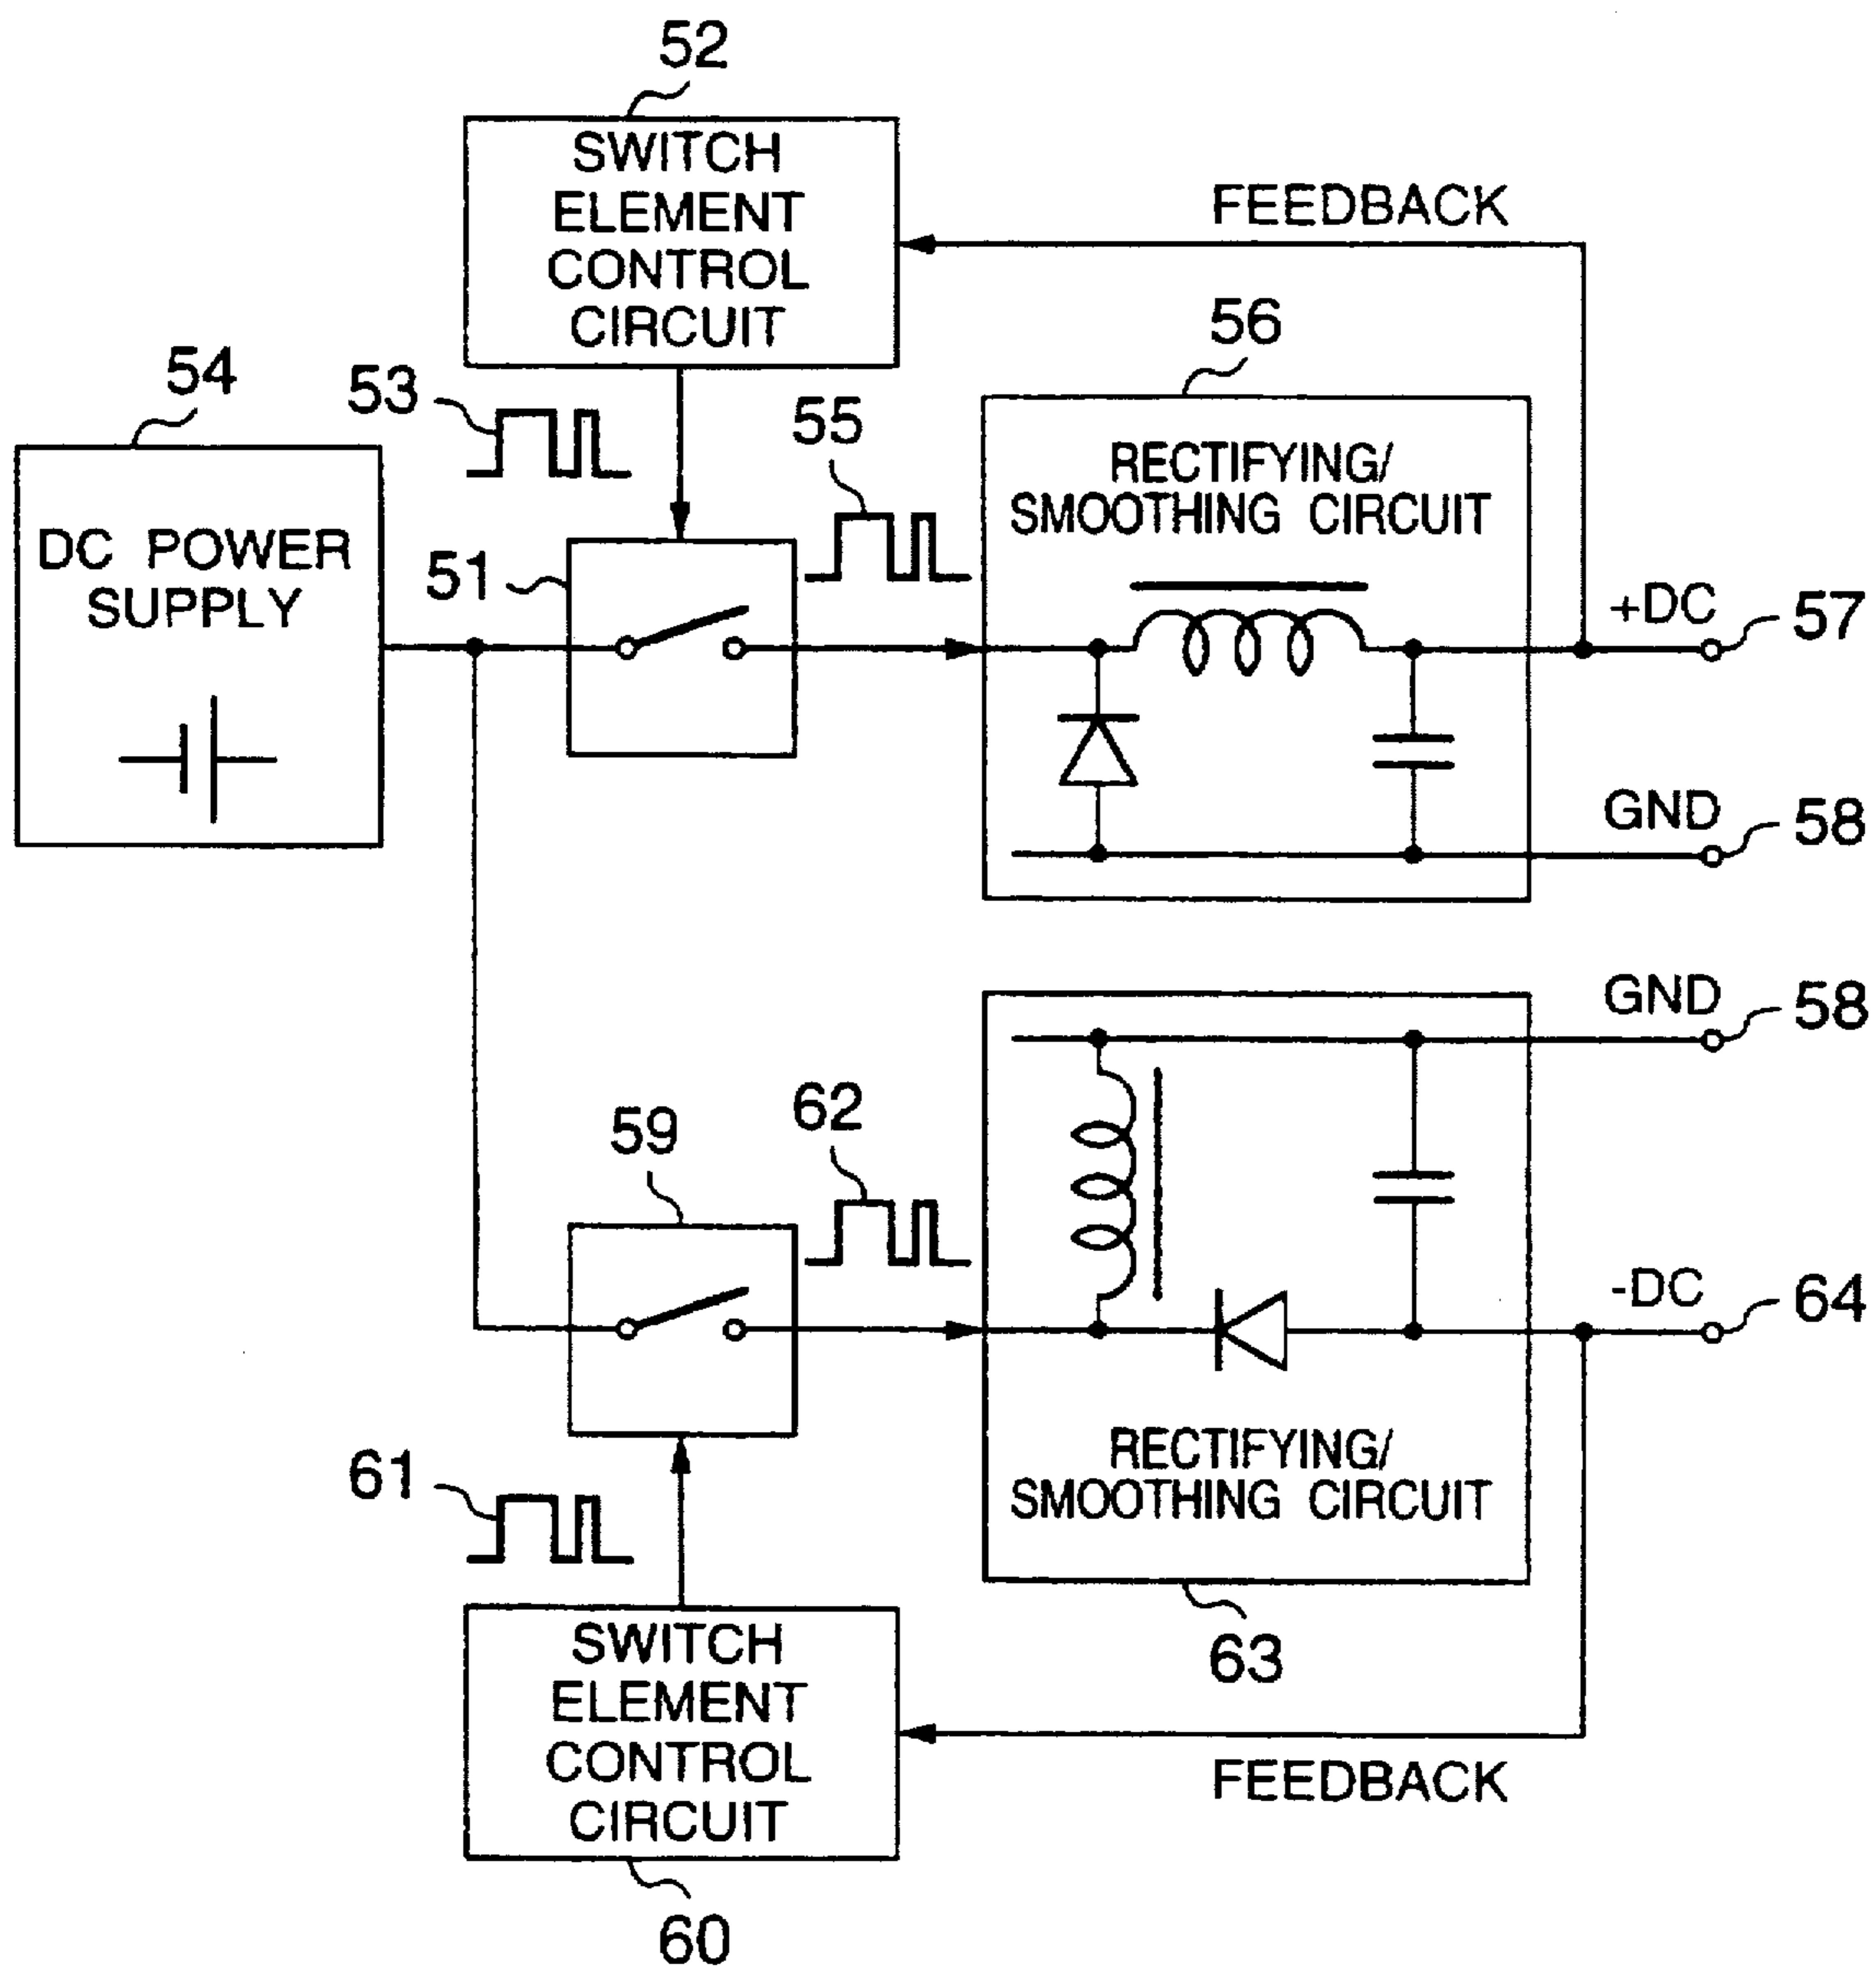 52
SWITCH
ELEMENT
CONTROL
CIRCUIT
FEEDBACK
56
54
53
55
RECTIFYING/
SMOOTHING CIRCUIT
DC POWER
SUPPLY
51
+DC
57
GND
58
GND
58
62
59
-DC
64
RECTIFYING/
SMOOTHING CIRCUIT
61
63
SWITCH
ELEMENT
CONTROL
CIRCUIT
FEEDBACK
60